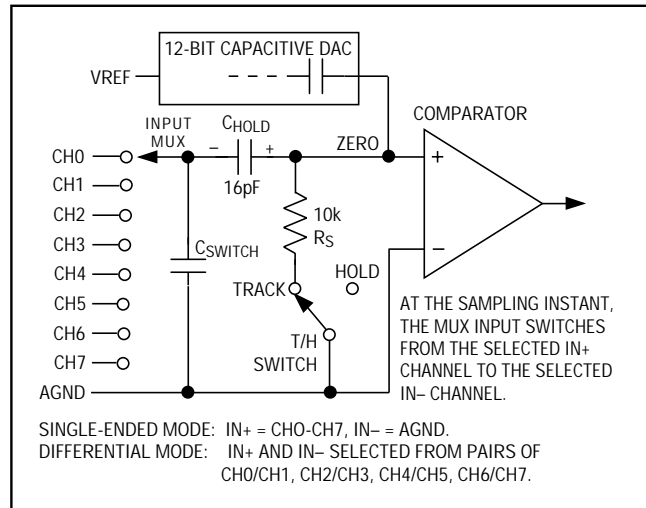 12-BIT CAPACITIVE DAC
VREF
COMPARATOR
INPUT
MUX
CHOLD
ZERO
– +
16pF
+
–
CH0
CH1
CH2
CH3
CH4
CH5
CH6
CH7
AGND
CSWITCH
10k
RS
TRACK
HOLD
T/H
SWITCH
AT THE SAMPLING INSTANT,
THE MUX INPUT SWITCHES
FROM THE SELECTED IN+
CHANNEL TO THE SELECTED
IN– CHANNEL.
SINGLE-ENDED MODE: IN+ = CHO-CH7, IN– = AGND.
DIFFERENTIAL MODE: IN+ AND IN– SELECTED FROM PAIRS OF
CH0/CH1, CH2/CH3, CH4/CH5, CH6/CH7.